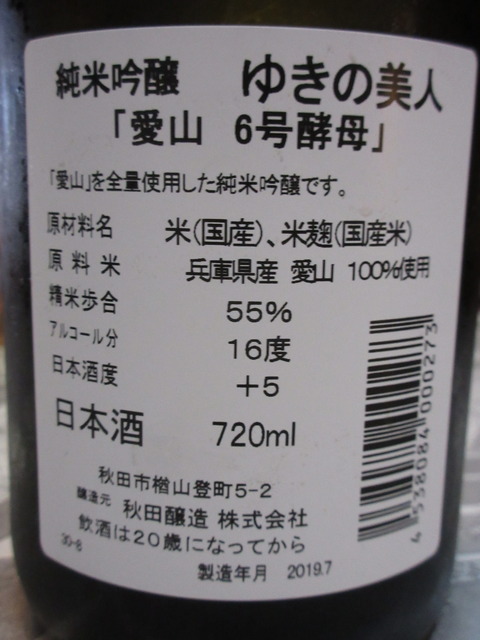 純米吟醸 ゆきの美人
「愛山 6号酵母」
「愛山」を全量使用した純米吟醸です。
原材料名 米(国産)、米麹(国産米)
原料米 兵庫県産 愛山 100%使用
精米歩合 55%
アルコール分 16度
日本酒度 +5
日本酒 720ml
4538084000273
秋田市楢山登町5-2
醸造元 秋田醸造 株式会社
飲酒は20歳になってから
30-8
製造年月 2019.7